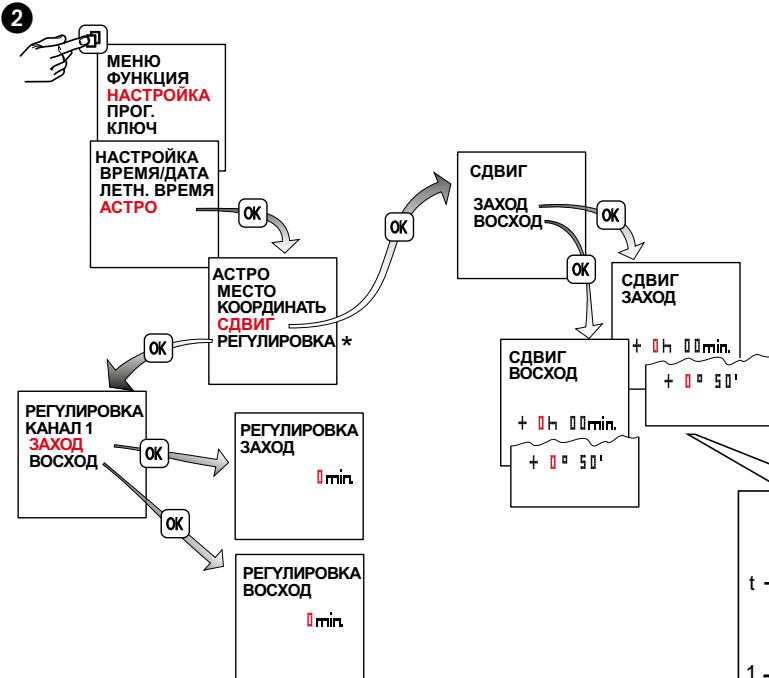 2
МЕНЮ
ФУНКЦИЯ
НАСТРОЙКА
ПРОГ.
КЛЮЧ
НАСТРОЙКА
ВРЕМЯ/ДАТА
ЛЕТН. ВРЕМЯ
АСТРО
OK
АСТРО
МЕСТО
КООРДИНАТЬ
СДВИГ
РЕГУЛИРОВКА *
OK
OK
СДВИГ
ЗАХОД
ВОСХОД
OK
OK
СДВИГ
ЗАХОД
+ 0h 00min.
+ 0° 50'
СДВИГ
ВОСХОД
+ 0h 00min.
+ 0° 50'
РЕГУЛИРОВКА
КАНАЛ 1
ЗАХОД
ВОСХОД
OK
OK
РЕГУЛИРОВКА
ЗАХОД
0min.
РЕГУЛИРОВКА
ВОСХОД
0min.
t
1